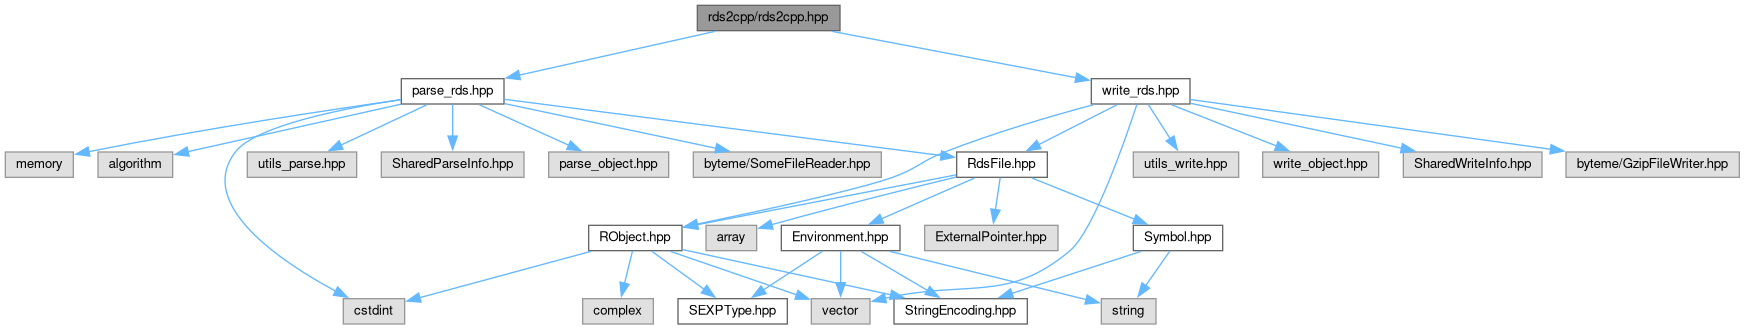 rds2cpp/rds2cpp.hpp
parse_rds.hpp
write_rds.hpp
memory
algorithm
utils_parse.hpp
SharedParseInfo.hpp
parse_object.hpp
byteme/SomeFileReader.hpp
RdsFile.hpp
utils_write.hpp
write_object.hpp
SharedWriteInfo.hpp
byteme/GzipFileWriter.hpp
RObject.hpp
array
Environment.hpp
ExternalPointer.hpp
Symbol.hpp
cstdint
complex
SEXPType.hpp
vector
StringEncoding.hpp
string